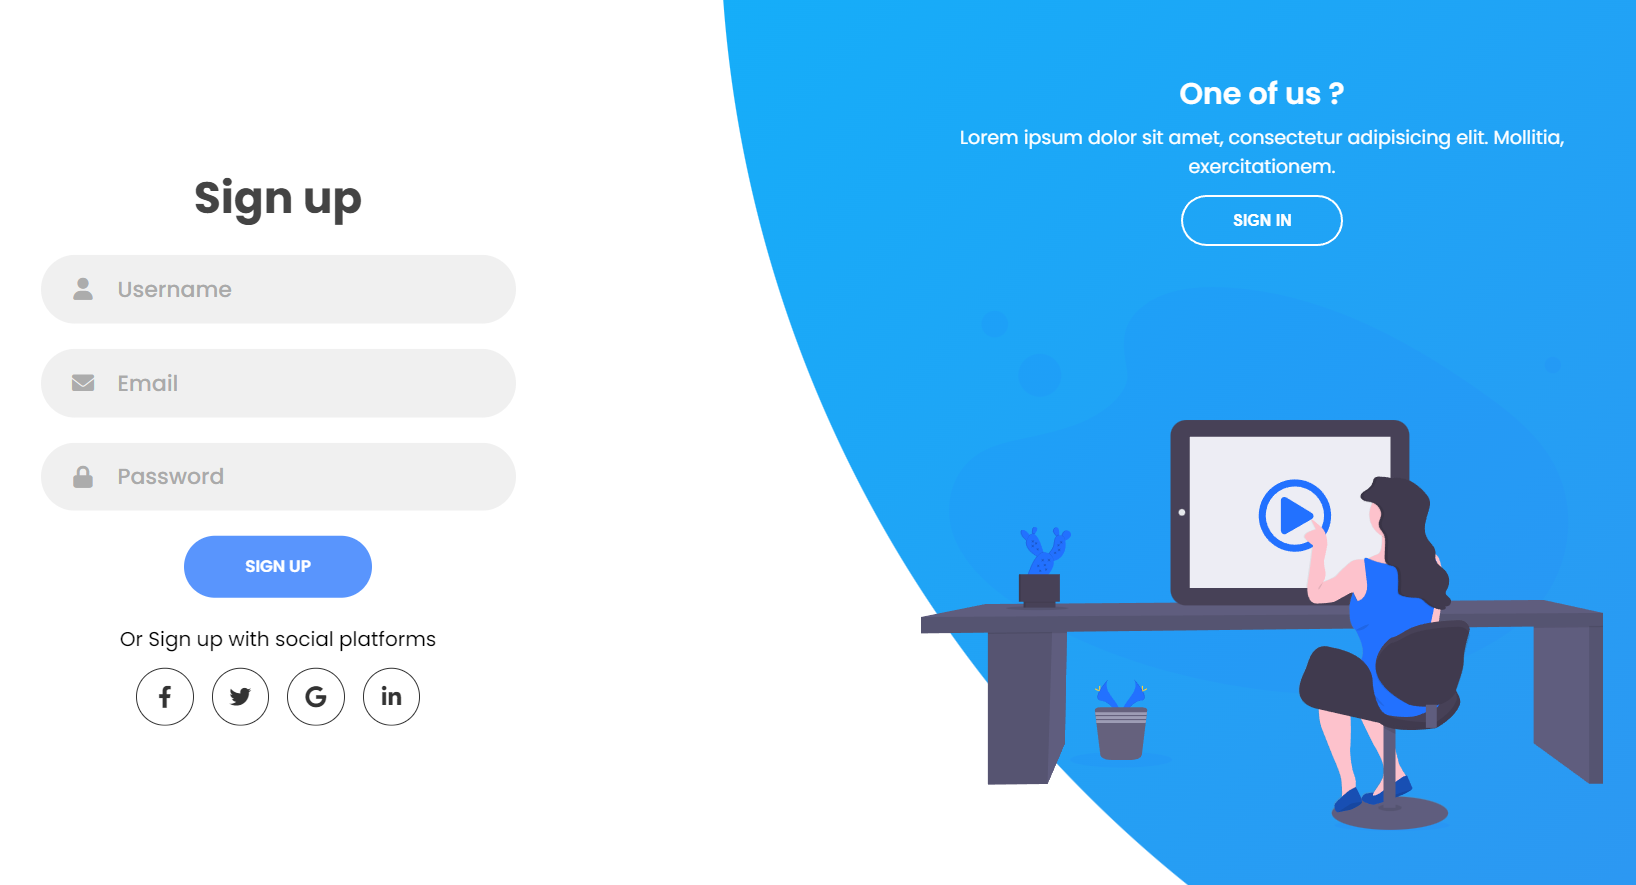 Sign up
Username
Email
Password
SIGN UP
Or Sign up with social platforms
One of us ?
Lorem ipsum dolor sit amet, consectetur adipisicing elit. Mollitia,
exercitationem.
SIGN IN